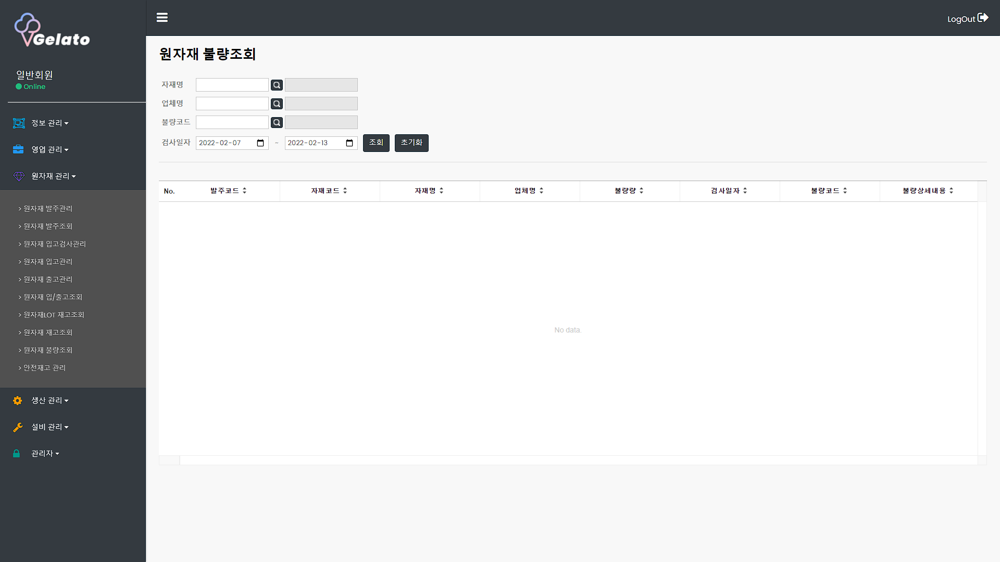 Gelato
LogOut
일반회원
Online
정보 관리
영업 관리
원자재 관리
> 원자재 발주관리
> 원자재 발주조회
> 원자재 입고검사관리
> 원자재 입고관리
> 원자재 출고관리
> 원자재 입/출고조회
> 원자재LOT 재고조회
> 원자재 재고조회
> 원자재 불량조회
> 안전재고 관리
생산 관리
설비 관리
관리자
원자재 불량조회
자재명
업체명
불량코드
검사일자 2022-02-07 ~ 2022-02-13 조회 초기화
No. 발주코드 자재코드 자재명 업체명 불량량 검사일자 불량코드 불량상세내용
No data.